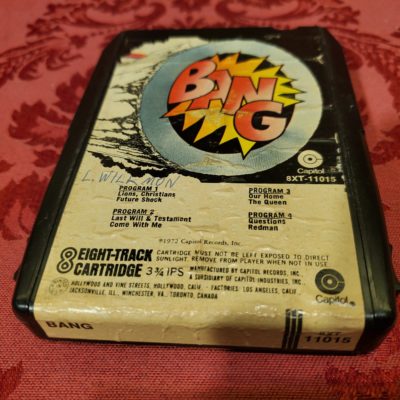 BANG
Capitol
8XT-11015
L. WILKMON
PROGRAM 1
Lions, Christians
Future Shock
PROGRAM 2
Last Will & Testament
Come With Me
PROGRAM 3
Our Home
The Queen
PROGRAM 4
Questions
Redman
℗1972 Capitol Records, Inc.
8 EIGHT-TRACK
CARTRIDGE 3¾ IPS
CARTRIDGE MUST NOT BE LEFT EXPOSED TO DIRECT
SUNLIGHT. REMOVE FROM PLAYER WHEN NOT IN USE
MANUFACTURED BY CAPITOL RECORDS, INC.
A SUBSIDIARY OF CAPITOL INDUSTRIES, INC.,
HOLLYWOOD AND VINE STREETS, HOLLYWOOD, CALIF. · FACTORIES: LOS ANGELES, CALIF.
JACKSONVILLE, ILL., WINCHESTER, VA., TORONTO, CANADA
Capitol
BANG
8XT-
11015